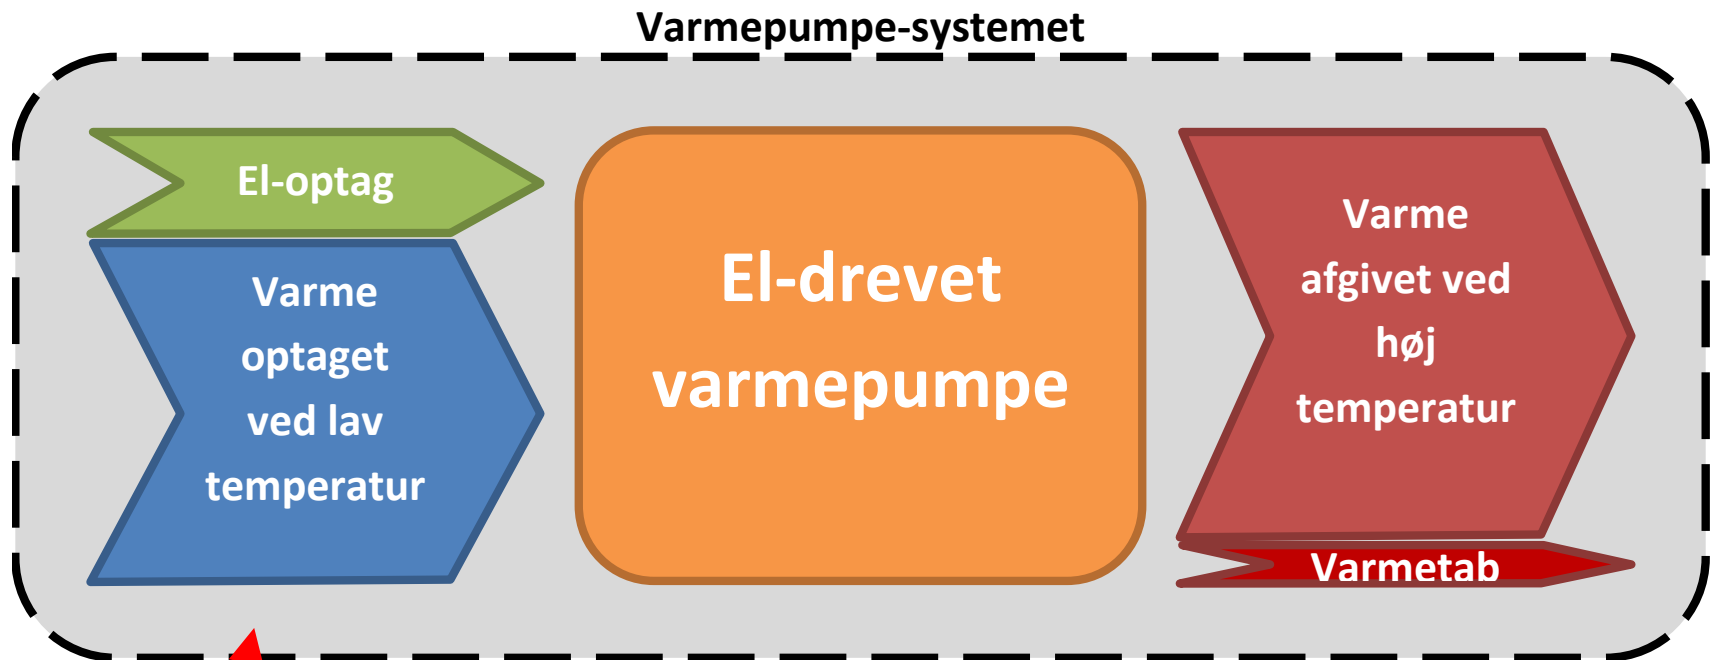 Varmepumpe-systemet
El-optag
Varme
optaget
ved lav
temperatur
El-drevet
varmepumpe
Varme
afgivet ved
høj
temperatur
Varmetab